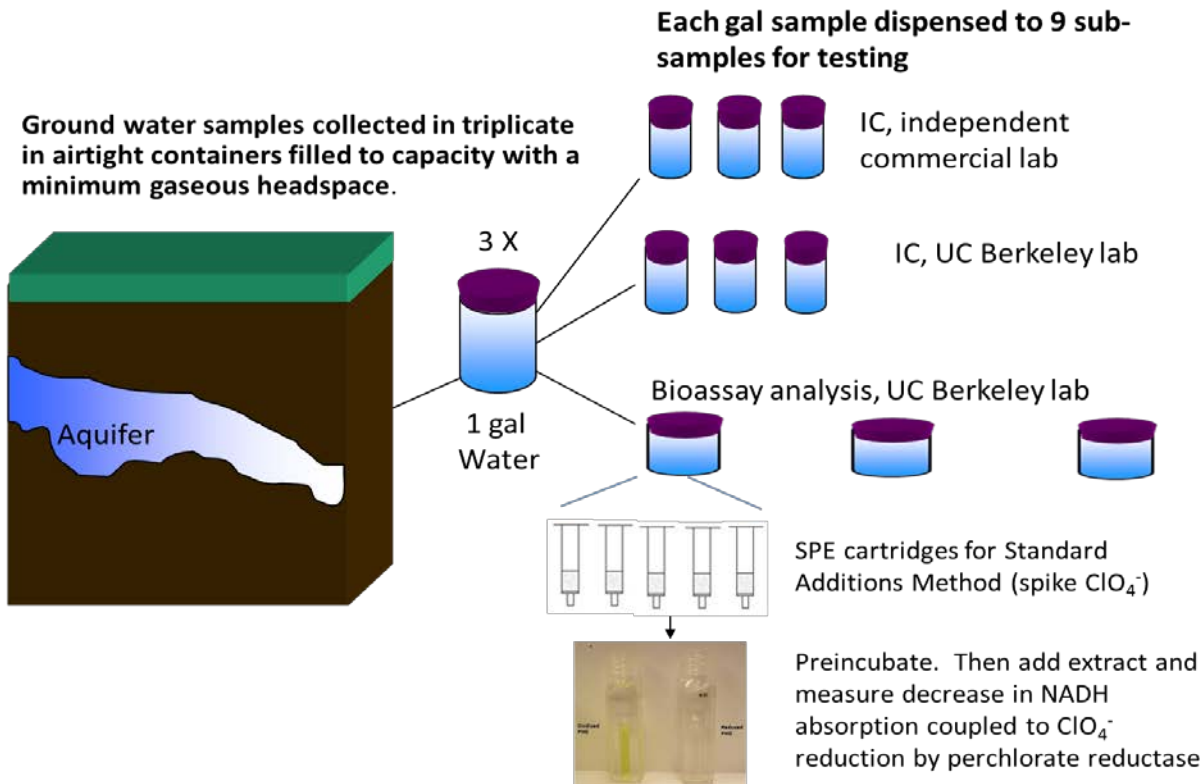 Each gal sample dispensed to 9 sub-
samples for testing
Ground water samples collected in triplicate
in airtight containers filled to capacity with a
minimum gaseous headspace.
IC, independent
commercial lab
3 X
IC, UC Berkeley lab
Aquifer
1 gal
Water
Bioassay analysis, UC Berkeley lab
SPE cartridges for Standard
Additions Method (spike ClO₄⁻)
Preincubate.  Then add extract and
measure decrease in NADH
absorption coupled to ClO₄⁻
reduction by perchlorate reductase